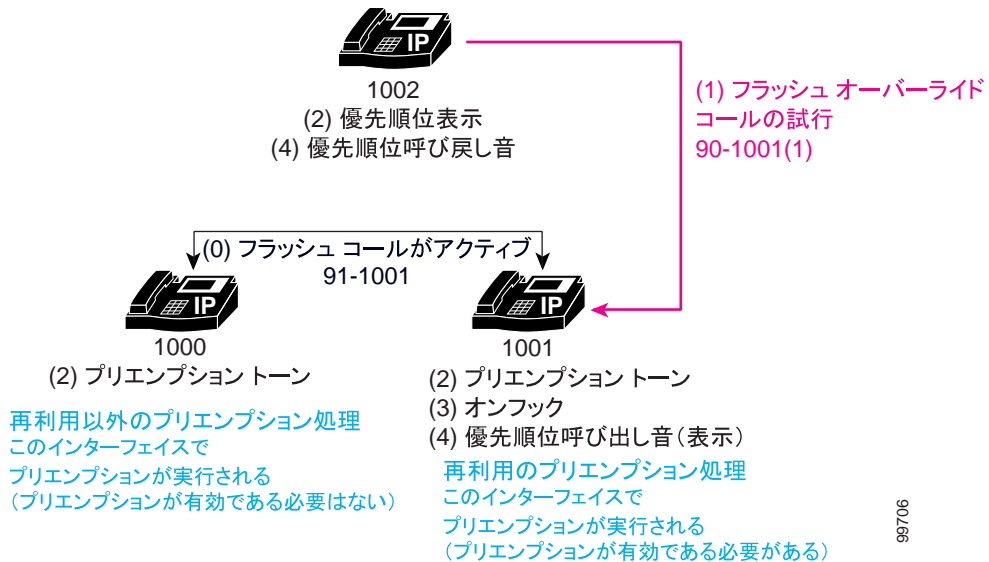 IP
1002
(2) 優先順位表示
(4) 優先順位呼び戻し音
(1) フラッシュ オーバーライド
コールの試行
90-1001(1)
(0) フラッシュ コールがアクティブ
91-1001
IP
1000
(2) プリエンプション トーン
再利用以外のプリエンプション処理
このインターフェイスで
プリエンプションが実行される
（プリエンプションが有効である必要はない）
IP
1001
(2) プリエンプション トーン
(3) オンフック
(4) 優先順位呼び出し音（表示）
再利用のプリエンプション処理
このインターフェイスで
プリエンプションが実行される
（プリエンプションが有効である必要がある）
99706